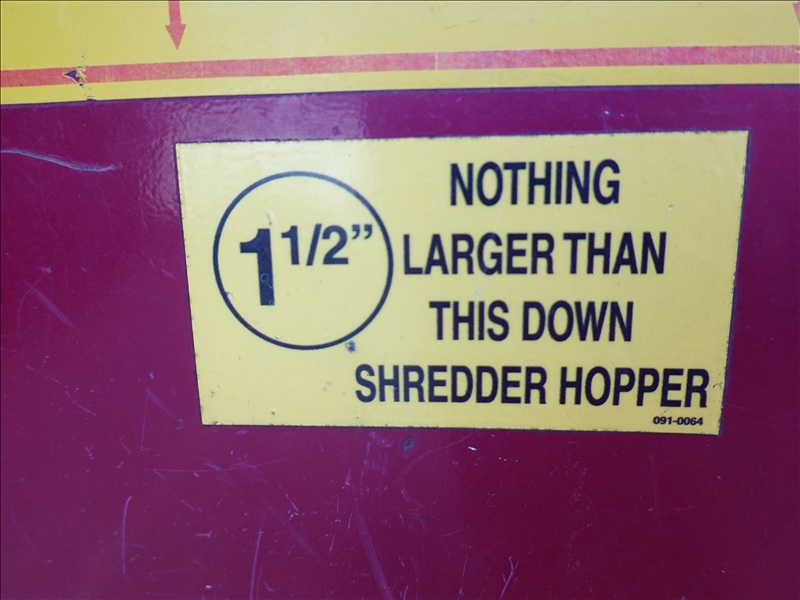 1 1/2"
NOTHING
LARGER THAN
THIS DOWN
SHREDDER HOPPER
091-0064